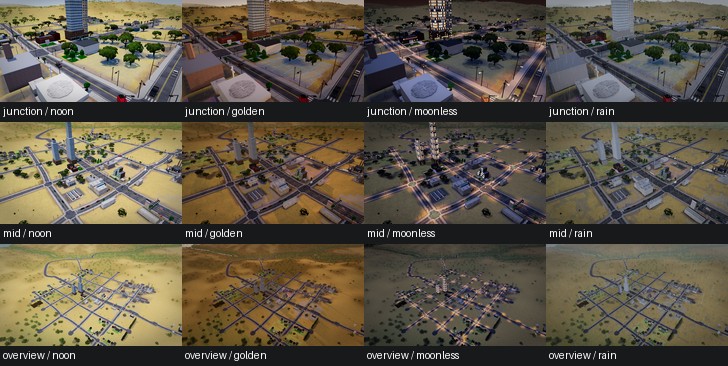 junction / noon
junction / golden
junction / moonless
junction / rain
mid / noon
mid / golden
mid / moonless
mid / rain
overview / noon
overview / golden
overview / moonless
overview / rain